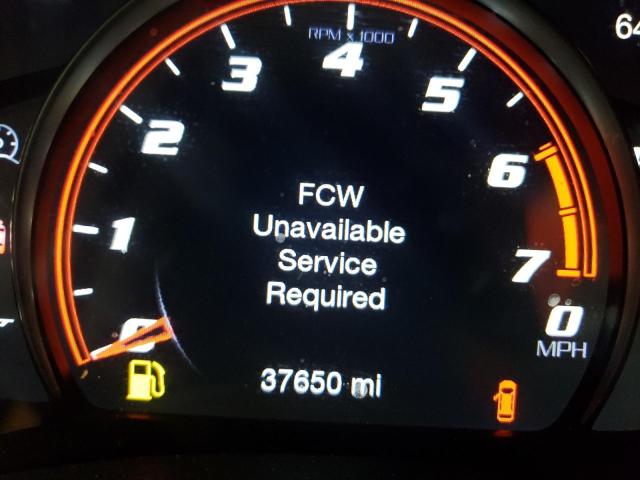 64
RPM x 1000
4
3
5
2
6
FCW
Unavailable
1
Service
7
Required
0
0
MPH
37650 mi